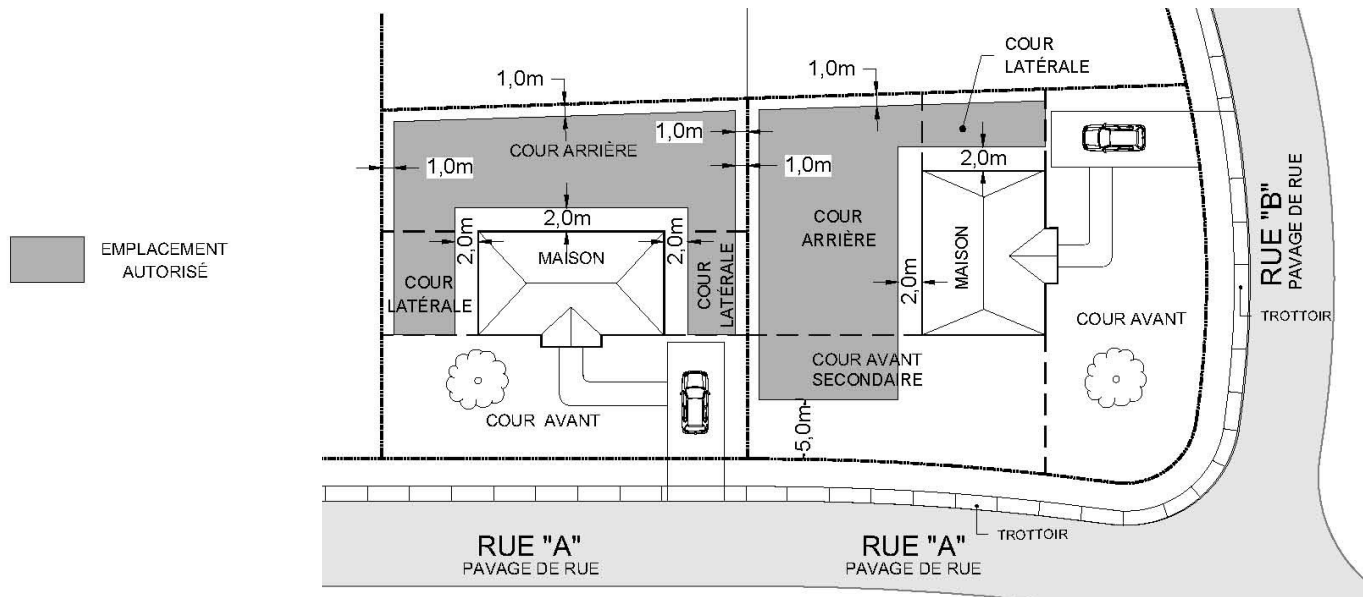 COUR
LATÉRALE
1,0m
1,0m
1,0m
COUR ARRIÈRE
1,0m
1,0m
2,0m
2,0m
2,0m
2,0m
MAISON
COUR
LATÉRALE
COUR
LATÉRALE
COUR
ARRIÈRE
2,0m
MAISON
EMPLACEMENT
AUTORISÉ
RUE "B"
PAVAGE DE RUE
TROTTOIR
COUR AVANT
COUR AVANT
SECONDAIRE
5,0m
COUR AVANT
RUE "A"
PAVAGE DE RUE
RUE "A"
PAVAGE DE RUE
TROTTOIR